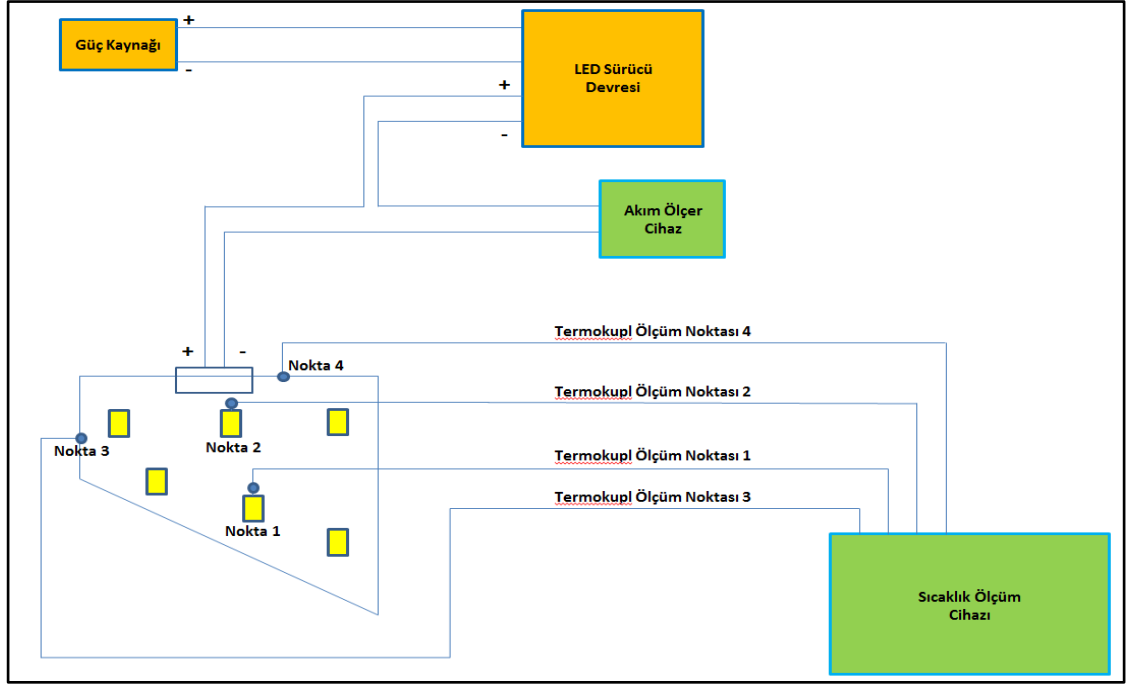 +
Güç Kaynağı
-
LED Sürücü
Devresi
+
-
Akım Ölçer
Cihaz
Termokupl Ölçüm Noktası 4
+
-
Nokta 4
Termokupl Ölçüm Noktası 2
Nokta 2
Nokta 3
Termokupl Ölçüm Noktası 1
Termokupl Ölçüm Noktası 3
Nokta 1
Sıcaklık Ölçüm
Cihazı